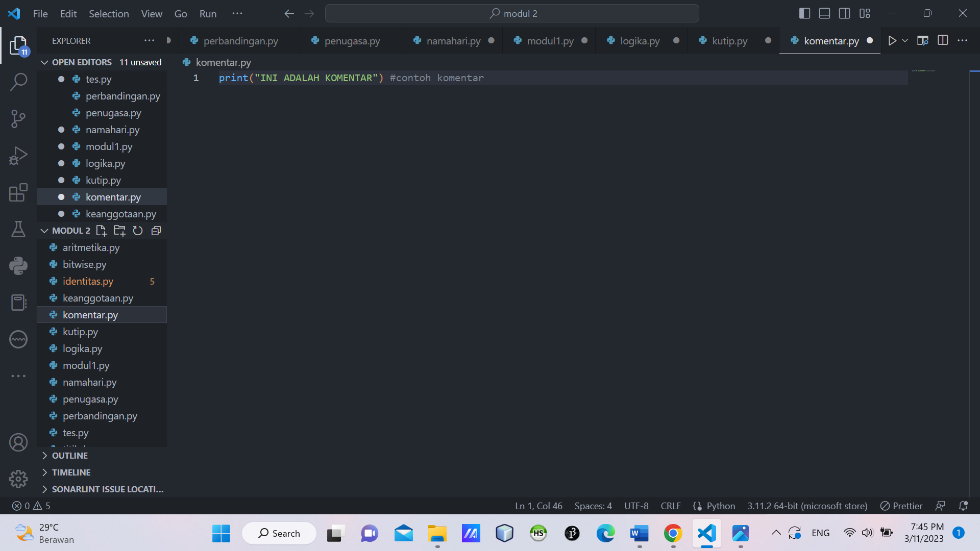 File Edit Selection View Go Run ··· modul 2
EXPLORER ··· perbandingan.py penugasa.py namahari.py modul1.py logika.py kutip.py komentar.py ···
11
OPEN EDITORS 11 unsaved
tes.py
perbandingan.py
penugasa.py
namahari.py
modul1.py
logika.py
kutip.py
komentar.py
keanggotaan.py
MODUL 2
aritmetika.py
bitwise.py
identitas.py 5
keanggotaan.py
komentar.py
kutip.py
logika.py
modul1.py
namahari.py
penugasa.py
perbandingan.py
tes.py
OUTLINE
TIMELINE
SONARLINT ISSUE LOCATI...
komentar.py
1 print("INI ADALAH KOMENTAR") #contoh komentar
0 5 Ln 1, Col 46 Spaces: 4 UTF-8 CRLF Python 3.11.2 64-bit (microsoft store) Prettier
29°C
Berawan
Search
HS
W
ENG
7:45 PM
3/11/2023
1